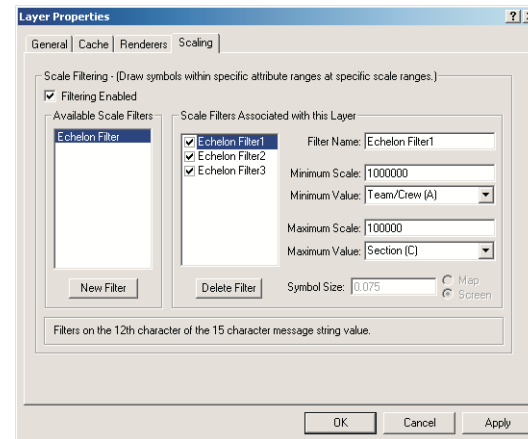 Layer Properties
General Cache Renderers Scaling
Scale Filtering - (Draw symbols within specific attribute ranges at specific scale ranges.)
Filtering Enabled
Available Scale Filters
Echelon Filter
New Filter
Scale Filters Associated with this Layer
Echelon Filter1
Echelon Filter2
Echelon Filter3
Delete Filter
Filter Name: Echelon Filter1
Minimum Scale: 1000000
Minimum Value: Team/Crew (A)
Maximum Scale: 100000
Maximum Value: Section (C)
Symbol Size: 0.075
Map
Screen
Filters on the 12th character of the 15 character message string value.
OK Cancel Apply